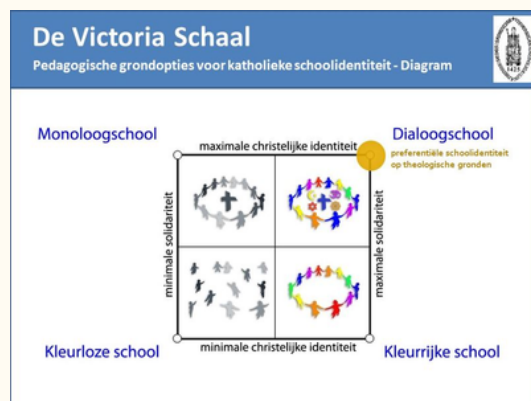 De Victoria Schaal
Pedagogische grondopties voor katholieke schoolidentiteit - Diagram
Monoloogschool
maximale christelijke identiteit
Dialoogschool
preferentiële schoolidentiteit
op theologische gronden
minimale solidariteit
maximale solidariteit
Kleurloze school
minimale christelijke identiteit
Kleurrijke school